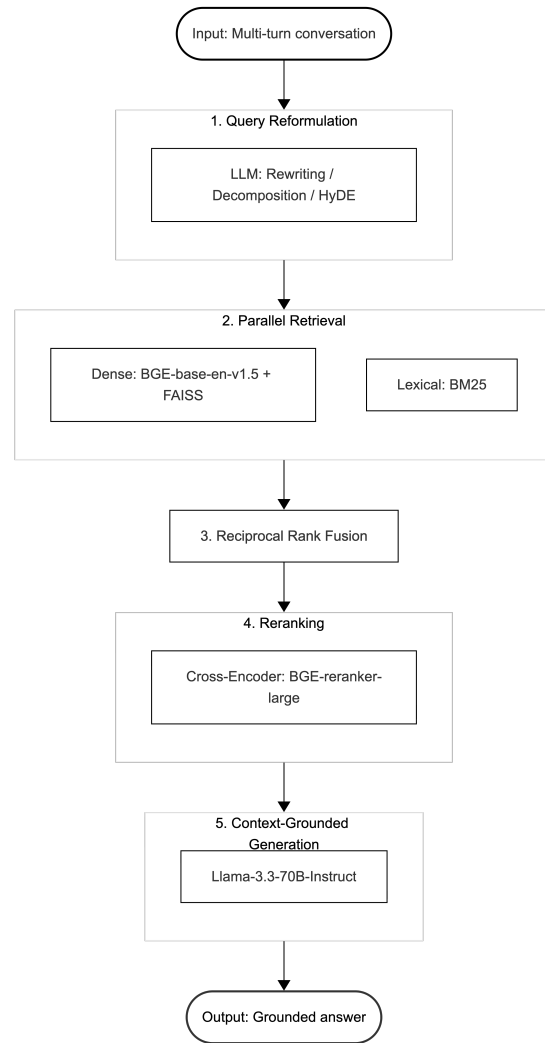 Input: Multi-turn conversation
1. Query Reformulation
LLM: Rewriting /
Decomposition / HyDE
2. Parallel Retrieval
Dense: BGE-base-en-v1.5 +
FAISS
Lexical: BM25
3. Reciprocal Rank Fusion
4. Reranking
Cross-Encoder: BGE-reranker-
large
5. Context-Grounded
Generation
Llama-3.3-70B-Instruct
Output: Grounded answer